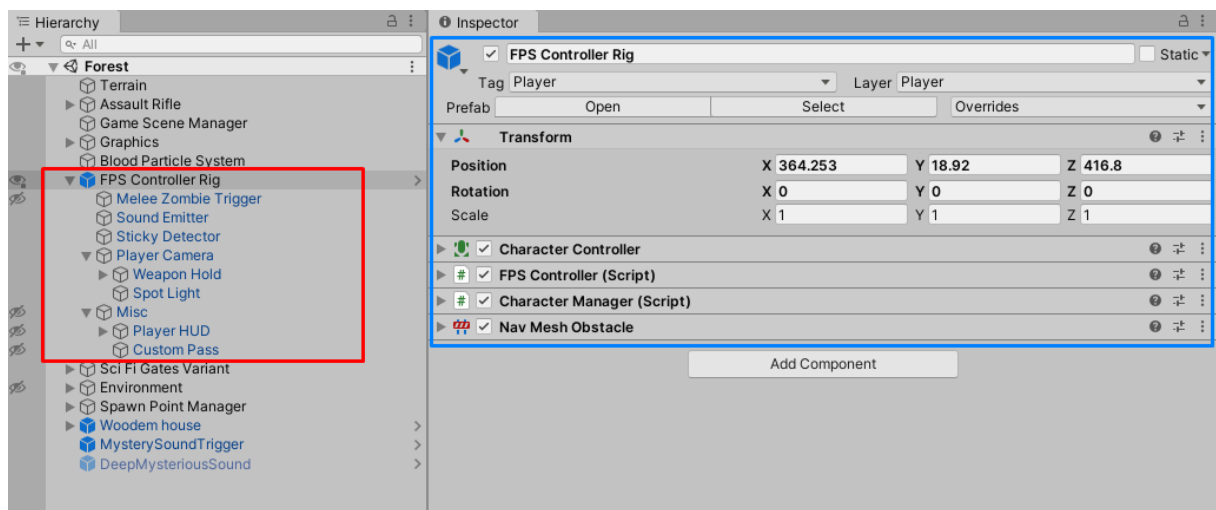 Hierarchy
All
Forest
Terrain
Assault Rifle
Game Scene Manager
Graphics
Blood Particle System
FPS Controller Rig
Melee Zombie Trigger
Sound Emitter
Sticky Detector
Player Camera
Weapon Hold
Spot Light
Misc
Player HUD
Custom Pass
Sci Fi Gates Variant
Environment
Spawn Point Manager
Woodem house
MysterySoundTrigger
DeepMysteriousSound
Inspector
FPS Controller Rig Static
Tag Player Layer Player
Prefab Open Select Overrides
Transform
Position X 364.253 Y 18.92 Z 416.8
Rotation X 0 Y 0 Z 0
Scale X 1 Y 1 Z 1
Character Controller
# FPS Controller (Script)
# Character Manager (Script)
Nav Mesh Obstacle
Add Component